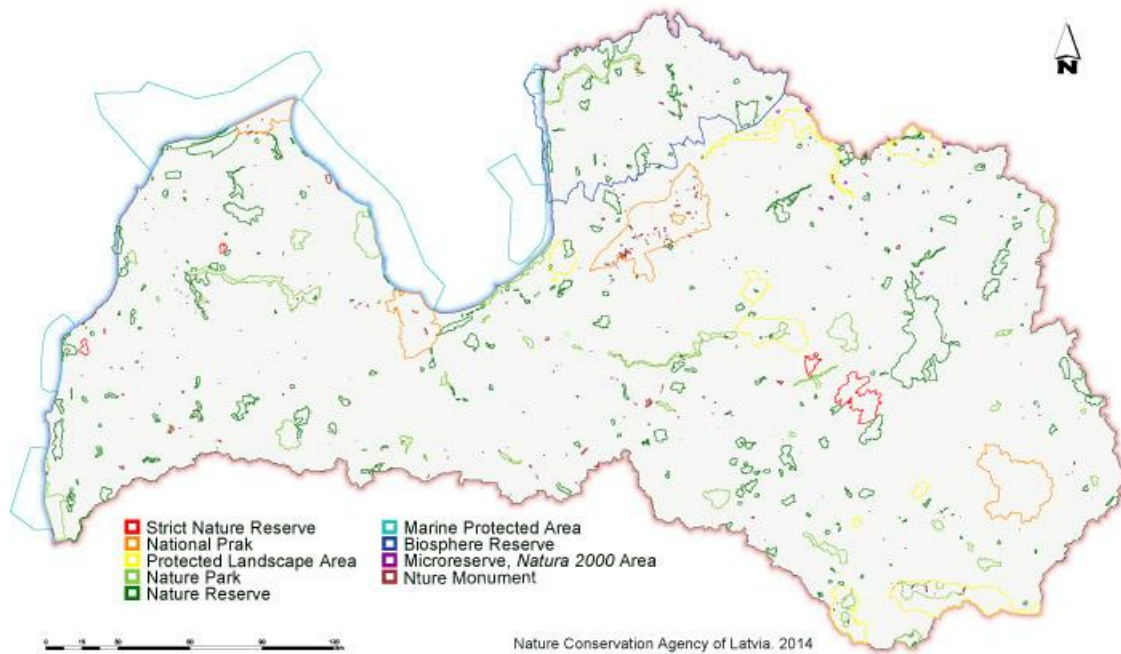 N
Strict Nature Reserve
National Prak
Protected Landscape Area
Nature Park
Nature Reserve
Marine Protected Area
Biosphere Reserve
Microreserve, Natura 2000 Area
Nture Monument
Nature Conservation Agency of Latvia. 2014